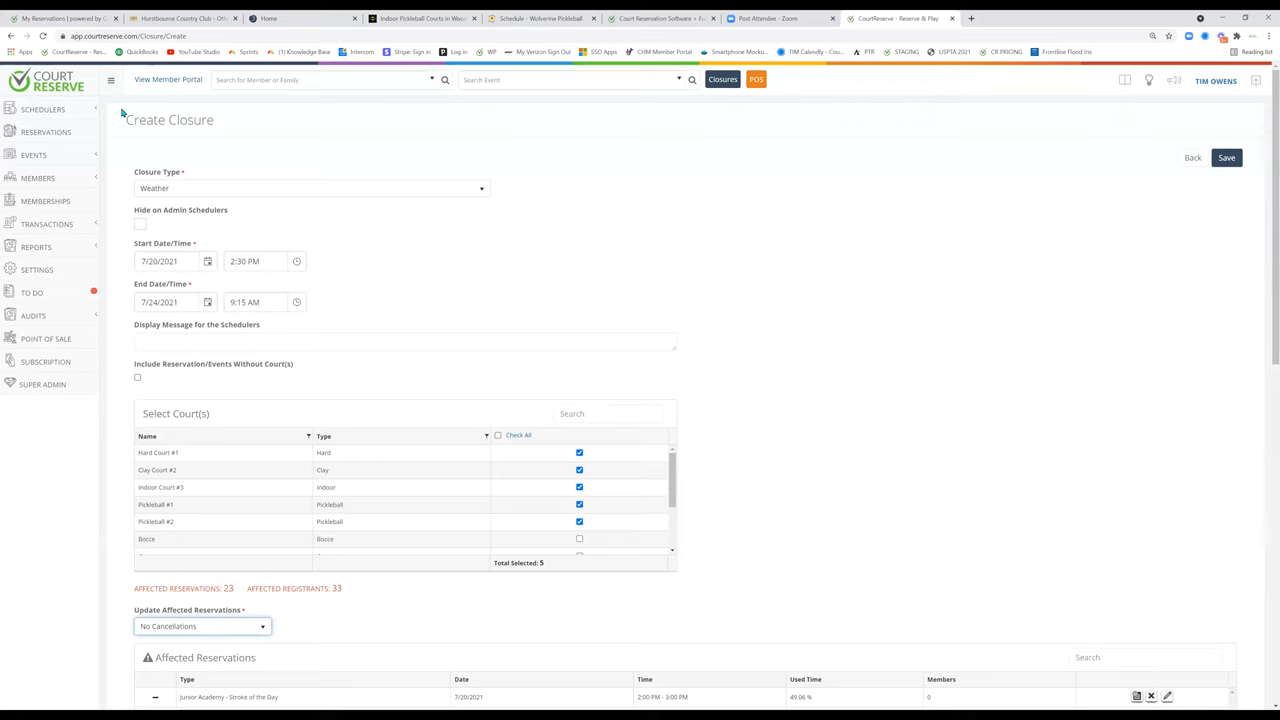 My Reservations | powered by C
Hurstbourne Country Club - Oth
Home
Indoor Pickleball Courts in Wooc
Schedule - Wolverine Pickleball
Court Reservation Software + Fu
Post Attendee - Zoom
CourtReserve - Reserve & Play
app.courtreserve.com/Closure/Create
Apps
CourtReserve - Res...
QuickBooks
YouTube Studio
Sprints
(1) Knowledge Base
Intercom
Stripe: Sign in
Log in
WP
My Verizon Sign Out
SSO Apps
CHM Member Portal
Smartphone Mocku...
TIM Calendly - Cour...
PTR
STAGING
USPTA 2021
CR PRICING
Frontline Flood Ins
Reading list
COURT
RESERVE
View Member Portal
Search for Member or Family
Search Event
Closures
POS
TIM OWENS
SCHEDULERS
RESERVATIONS
EVENTS
MEMBERS
MEMBERSHIPS
TRANSACTIONS
REPORTS
SETTINGS
TO DO
AUDITS
POINT OF SALE
SUBSCRIPTION
SUPER ADMIN
Create Closure
Back
Save
Closure Type *
Weather
Hide on Admin Schedulers
Start Date/Time *
7/20/2021
2:30 PM
End Date/Time *
7/24/2021
9:15 AM
Display Message for the Schedulers
Include Reservation/Events Without Court(s)
Select Court(s)
Search
Name
Type
Check All
Hard Court #1
Hard
Clay Court #2
Clay
Indoor Court #3
Indoor
Pickleball #1
Pickleball
Pickleball #2
Pickleball
Bocce
Bocce
Total Selected: 5
AFFECTED RESERVATIONS: 23
AFFECTED REGISTRANTS: 33
Update Affected Reservations *
No Cancellations
Affected Reservations
Search
Type
Date
Time
Used Time
Members
Junior Academy - Stroke of the Day
7/20/2021
2:00 PM - 3:00 PM
49.06 %
0